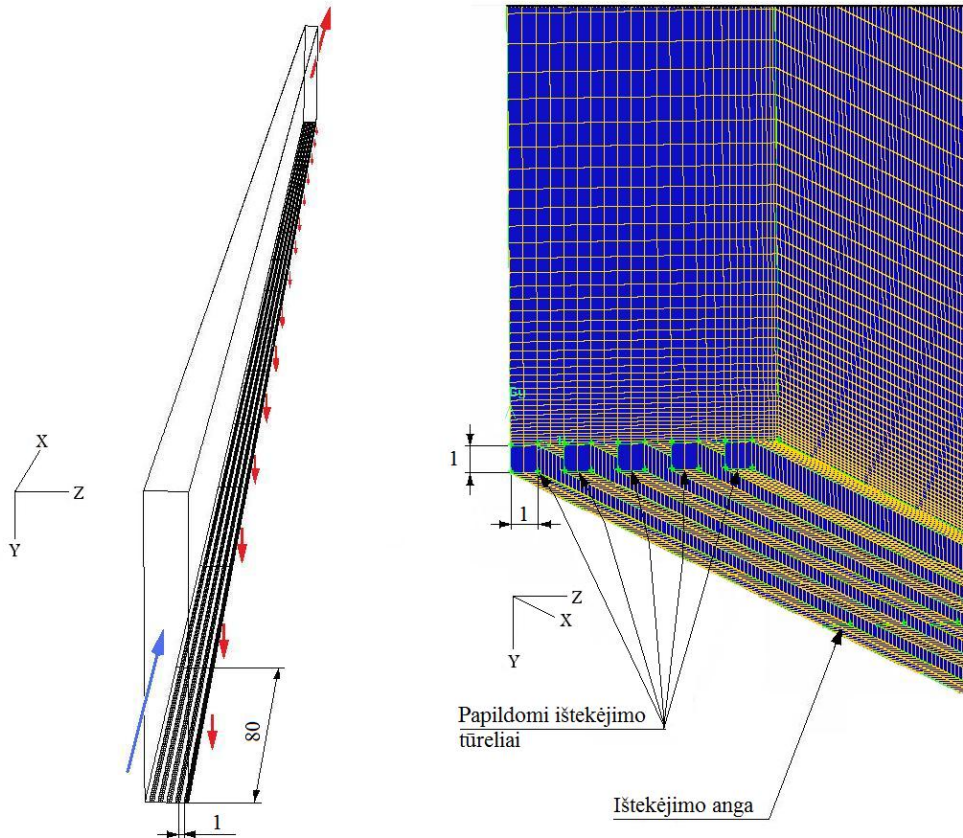 X
Z
Y
80
1
1
1
Z
X
Y
Papildomi ištekėjimo
tūreliai
Ištekėjimo anga